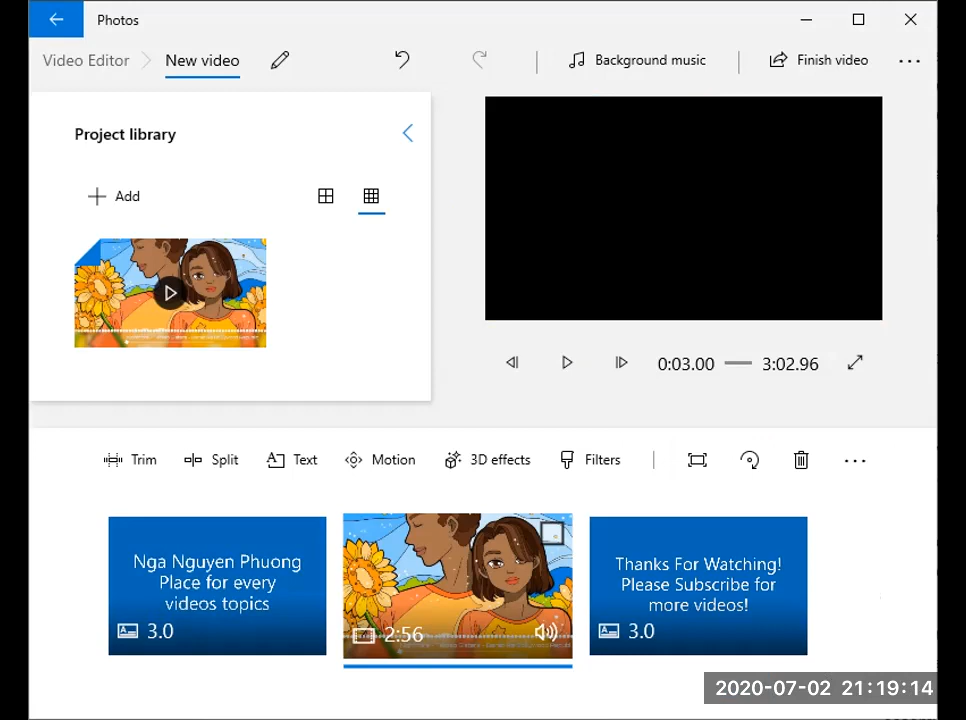 Photos
Video Editor
New video
Background music
Finish video
Project library
Add
0:03.00
3:02.96
Trim
Split
Text
Motion
3D effects
Filters
Nga Nguyen Phuong
Place for every
videos topics
3.0
2:56
Thanks For Watching!
Please Subscribe for
more videos!
3.0
2020-07-02 21:19:14